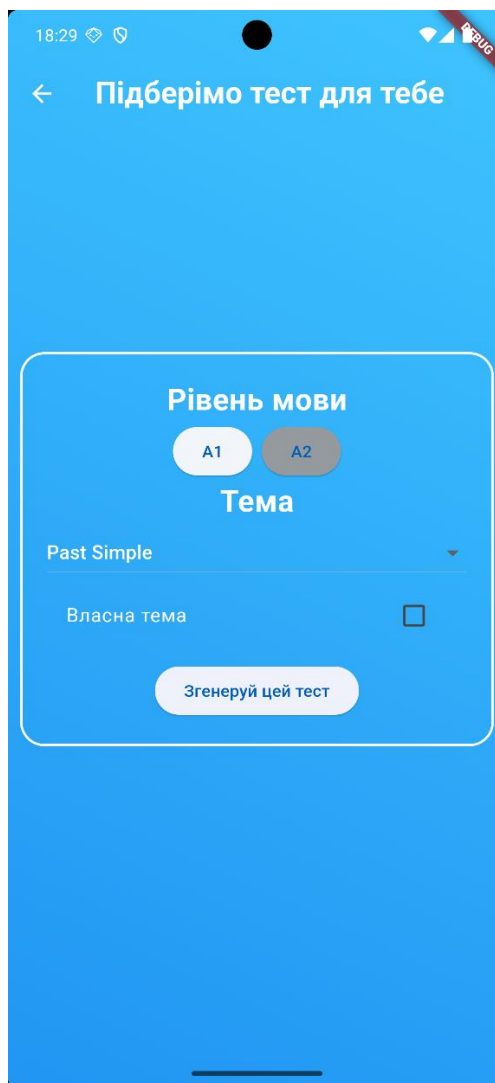 18:29
DEBUG
Підберімо тест для тебе
Рівень мови
A1 A2
Тема
Past Simple
Власна тема
Згенеруй цей тест